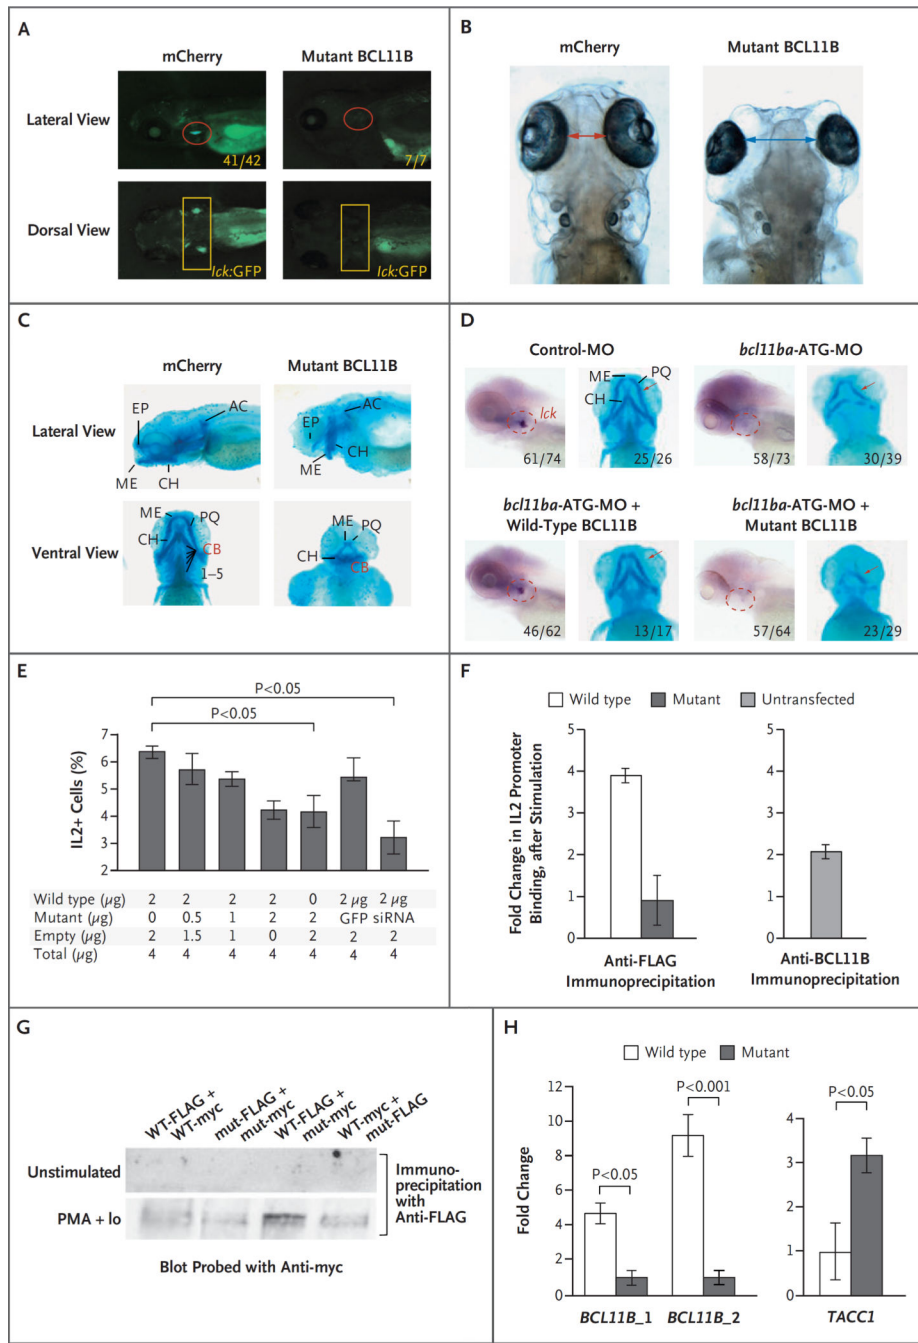 A
mCherry
Mutant BCL11B
Lateral View
41/42
7/7
Dorsal View
lck:GFP
lck:GFP
B
mCherry
Mutant BCL11B
C
mCherry
Mutant BCL11B
Lateral View
EP
AC
ME
CH
EP
AC
ME
CH
Ventral View
ME
PQ
CH
CB
1–5
ME
PQ
CH
CB
D
Control-MO
bcl11ba-ATG-MO
lck
ME
PQ
CH
61/74
25/26
58/73
30/39
bcl11ba-ATG-MO +
Wild-Type BCL11B
bcl11ba-ATG-MO +
Mutant BCL11B
46/62
13/17
57/64
23/29
E
P<0.05
P<0.05
IL2+ Cells (%)
7
6
5
4
3
2
Wild type (µg) 2 2 2 2 0 2 µg 2 µg
Mutant (µg) 0 0.5 1 2 2 GFP siRNA
Empty (µg) 2 1.5 1 0 2 2 2
Total (µg) 4 4 4 4 4 4 4
F
Wild type Mutant Untransfected
Fold Change in IL2 Promoter
Binding, after Stimulation
5
4
3
2
1
0
Anti-FLAG
Immunoprecipitation
5
4
3
2
1
0
Anti-BCL11B
Immunoprecipitation
G
WT-FLAG +
WT-myc
mut-FLAG +
mut-myc
WT-FLAG +
mut-myc
WT-myc +
mut-FLAG
Unstimulated
PMA + Io
Immuno-
precipitation
with
Anti-FLAG
Blot Probed with Anti-myc
H
Wild type Mutant
Fold Change
12
10
8
6
4
2
0
P<0.05
P<0.001
BCL11B_1
BCL11B_2
4
3
2
1
0
P<0.05
TACC1